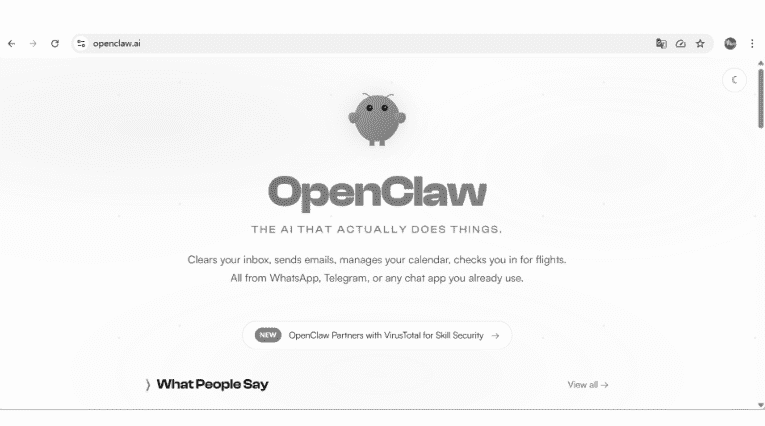 openclaw.ai
OpenClaw
THE AI THAT ACTUALLY DOES THINGS.
Clears your inbox, sends emails, manages your calendar, checks you in for flights.
All from WhatsApp, Telegram, or any chat app you already use.
NEW OpenClaw Partners with VirusTotal for Skill Security →
⟩ What People Say View all →